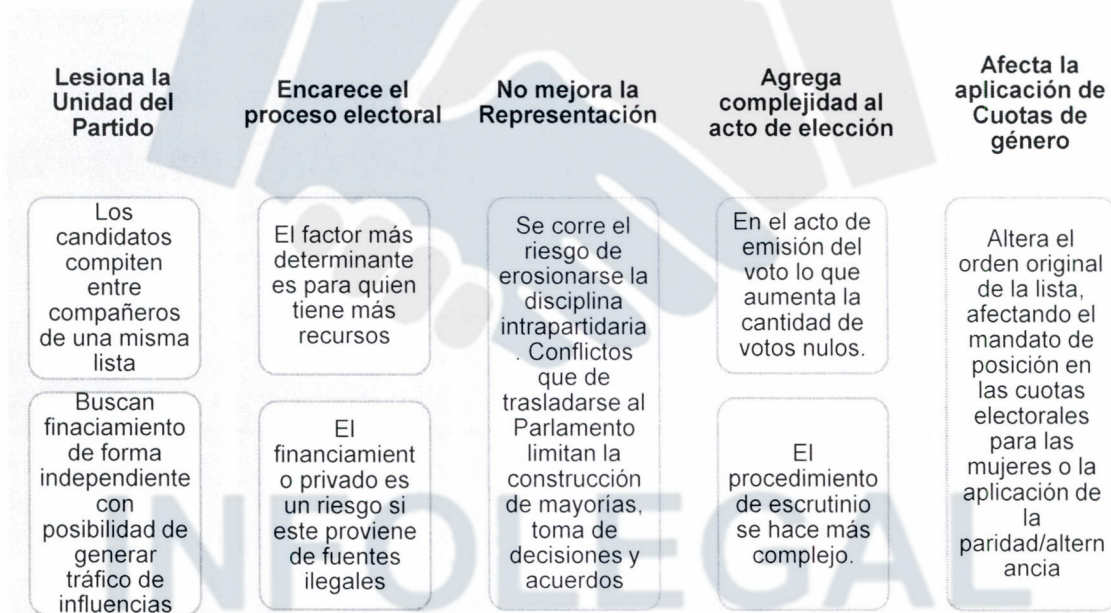 Lesiona la
Unidad del
Partido
Encarece el
proceso electoral
No mejora la
Representación
Agrega
complejidad al
acto de elección
Afecta la
aplicación de
Cuotas de
género
Los
candidatos
compiten
entre
compañeros
de una misma
lista
Buscan
finaciamiento
de forma
independiente
con
posibilidad de
generar
tráfico de
influencias
El factor más
determinante
es para quien
tiene más
recursos
El
financiamient
o privado es
un riesgo si
este proviene
de fuentes
ilegales
Se corre el
riesgo de
erosionarse la
disciplina
intrapartidaria
. Conflictos
que de
trasladarse al
Parlamento
limitan la
construcción
de mayorías,
toma de
decisiones y
acuerdos
En el acto de
emisión del
voto lo que
aumenta la
cantidad de
votos nulos.
El
procedimiento
de escrutinio
se hace más
complejo.
Altera el
orden original
de la lista,
afectando el
mandato de
posición en
las cuotas
electorales
para las
mujeres o la
aplicación de
la
paridad/altern
ancia
INFOLEGAL